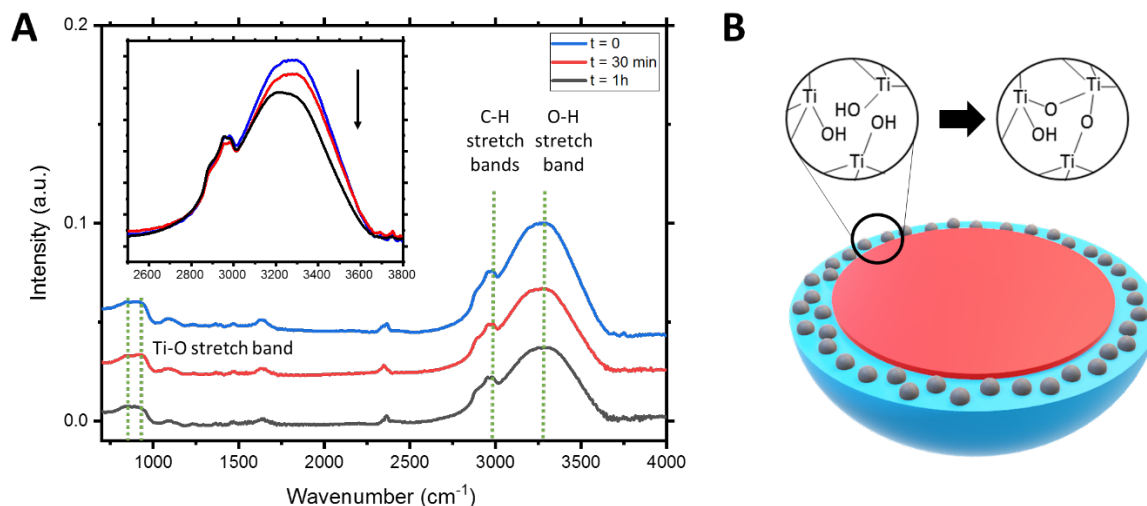 A
B
0.2
0.1
0.0
Intensity (a.u.)
t = 0
t = 30 min
t = 1h
2600 2800 3000 3200 3400 3600 3800
C-H
stretch
bands
O-H
stretch
band
Ti-O stretch band
1000 1500 2000 2500 3000 3500 4000
Wavenumber (cm⁻¹)
Ti
Ti
HO
OH
OH
Ti
Ti
Ti
O
OH
O
Ti